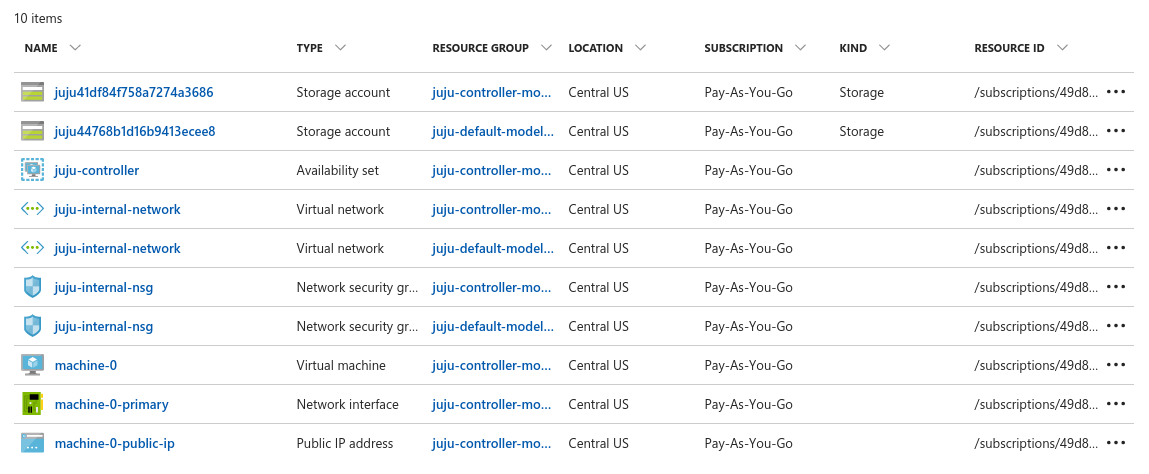 10 items
NAME TYPE RESOURCE GROUP LOCATION SUBSCRIPTION KIND RESOURCE ID
juju41df84f758a7274a3686 Storage account juju-controller-mo... Central US Pay-As-You-Go Storage /subscriptions/49d8... •••
juju44768b1d16b9413ecee8 Storage account juju-default-model... Central US Pay-As-You-Go Storage /subscriptions/49d8... •••
juju-controller Availability set juju-controller-mo... Central US Pay-As-You-Go /subscriptions/49d8... •••
juju-internal-network Virtual network juju-controller-mo... Central US Pay-As-You-Go /subscriptions/49d8... •••
juju-internal-network Virtual network juju-default-model... Central US Pay-As-You-Go /subscriptions/49d8... •••
juju-internal-nsg Network security gr... juju-controller-mo... Central US Pay-As-You-Go /subscriptions/49d8... •••
juju-internal-nsg Network security gr... juju-default-model... Central US Pay-As-You-Go /subscriptions/49d8... •••
machine-0 Virtual machine juju-controller-mo... Central US Pay-As-You-Go /subscriptions/49d8... •••
machine-0-primary Network interface juju-controller-mo... Central US Pay-As-You-Go /subscriptions/49d8... •••
machine-0-public-ip Public IP address juju-controller-mo... Central US Pay-As-You-Go /subscriptions/49d8... •••